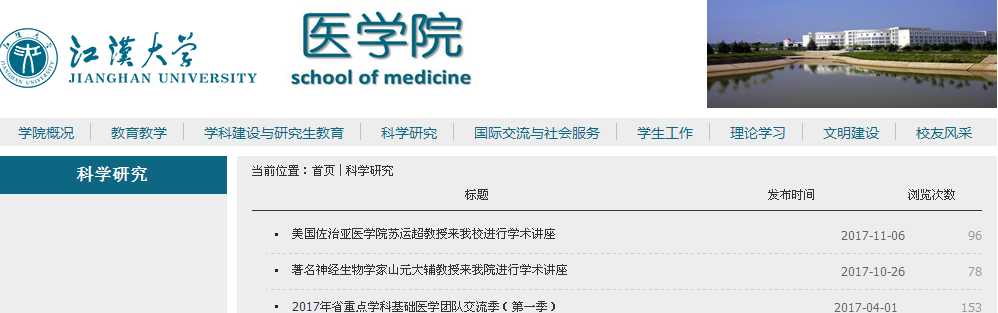 江汉大学
JIANGHAN UNIVERSITY
医学院
school of medicine
学院概况 教育教学 学科建设与研究生教育 科学研究 国际交流与社会服务 学生工作 理论学习 文明建设 校友风采
科学研究
当前位置：首页 | 科学研究
标题 发布时间 浏览次数
美国佐治亚医学院苏运超教授来我校进行学术讲座 2017-11-06 96
著名神经生物学家山元大辅教授来我院进行学术讲座 2017-10-26 78
2017年省重点学科基础医学团队交流季（第一季） 2017-04-01 153